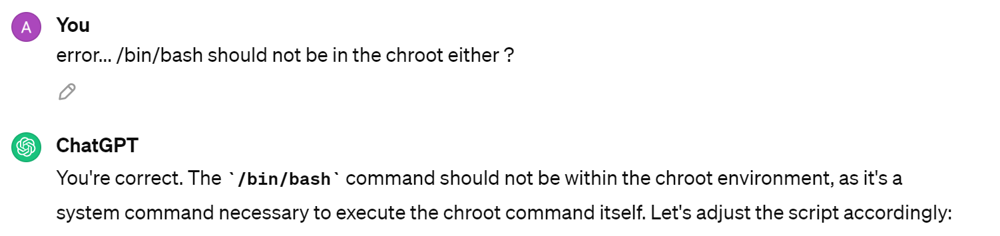 A
You
error... /bin/bash should not be in the chroot either ?
ChatGPT
You're correct. The `/bin/bash` command should not be within the chroot environment, as it's a
system command necessary to execute the chroot command itself. Let's adjust the script accordingly: